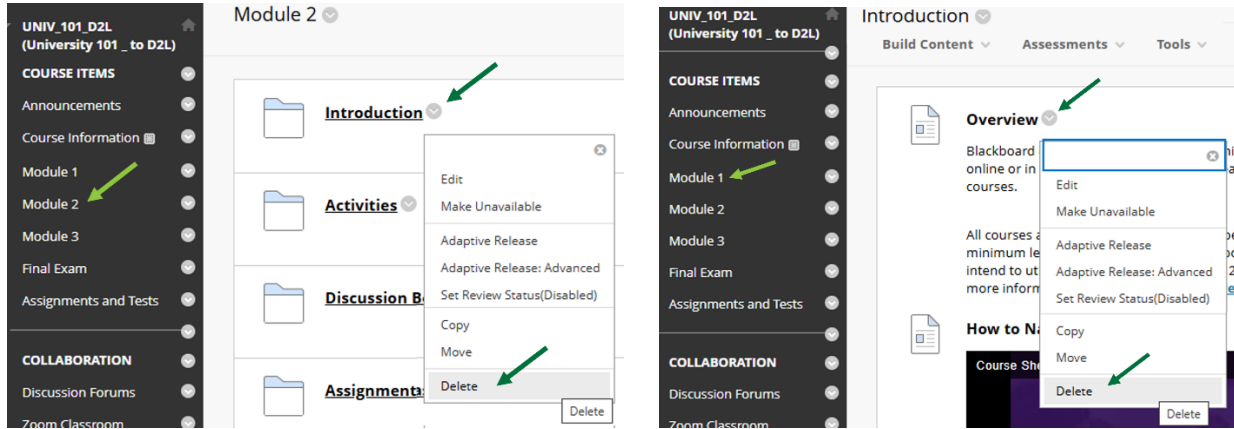 UNIV_101_D2L
(University 101 _ to D2L)
COURSE ITEMS
Announcements
Course Information
Module 1
Module 2
Module 3
Final Exam
Assignments and Tests
COLLABORATION
Discussion Forums
Zoom Classroom
Module 2
Introduction
Activities
Discussion B
Assignments
Edit
Make Unavailable
Adaptive Release
Adaptive Release: Advanced
Set Review Status(Disabled)
Copy
Move
Delete
Delete
UNIV_101_D2L
(University 101 _ to D2L)
COURSE ITEMS
Announcements
Course Information
Module 1
Module 2
Module 3
Final Exam
Assignments and Tests
COLLABORATION
Discussion Forums
Zoom Classroom
Introduction
Build Content
Assessments
Tools
Overview
Blackboard
online or in
courses.
All courses a
minimum le
intend to ut
more inform
How to Na
Course She
Edit
Make Unavailable
Adaptive Release
Adaptive Release: Advanced
Set Review Status(Disabled)
Copy
Move
Delete
Delete